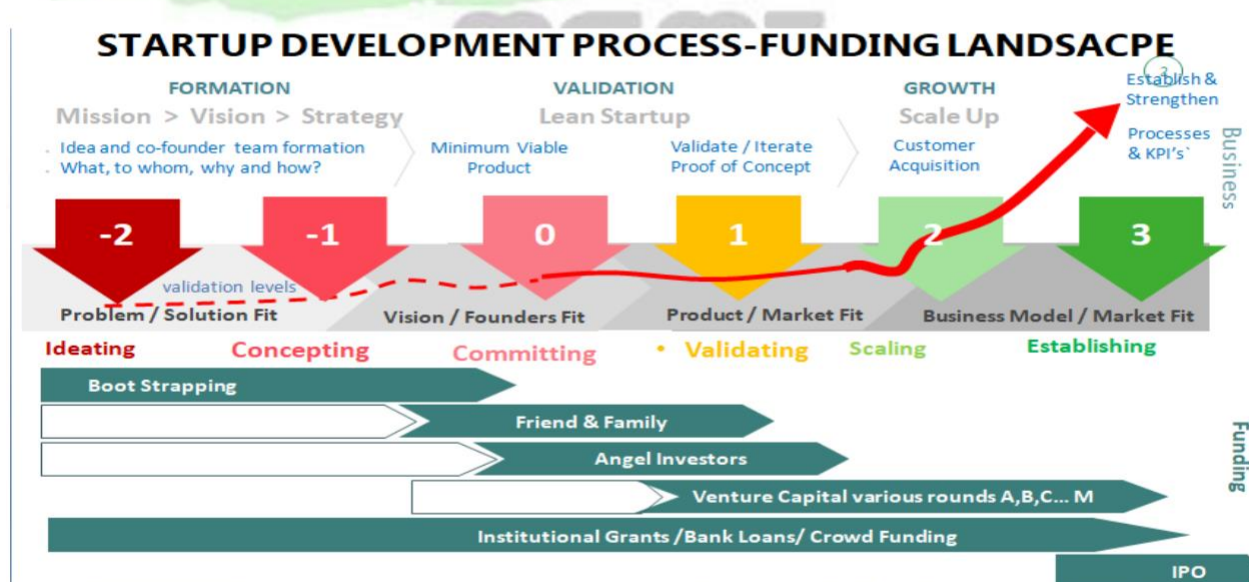 STARTUP DEVELOPMENT PROCESS-FUNDING LANDSACPE
3
FORMATION
VALIDATION
GROWTH
Establish &
Strengthen
Mission > Vision > Strategy
Lean Startup
Scale Up
. Idea and co-founder team formation
. What, to whom, why and how?
Minimum Viable
Product
Validate / Iterate
Proof of Concept
Customer
Acquisition
Processes
& KPI's`
Business
-2
-1
0
1
2
3
validation levels
Problem / Solution Fit
Vision / Founders Fit
Product / Market Fit
Business Model / Market Fit
Ideating
Concepting
Committing
• Validating
Scaling
Establishing
Boot Strapping
Friend & Family
Angel Investors
Venture Capital various rounds A,B,C... M
Institutional Grants /Bank Loans/ Crowd Funding
IPO
Funding